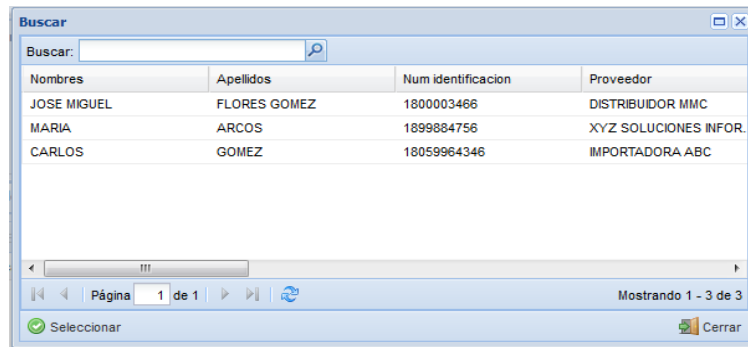 Buscar
Buscar:
Nombres Apellidos Num identificacion Proveedor
JOSE MIGUEL FLORES GOMEZ 1800003466 DISTRIBUIDOR MMC
MARIA ARCOS 1899884756 XYZ SOLUCIONES INFOR.
CARLOS GOMEZ 18059964346 IMPORTADORA ABC
Página 1 de 1 Mostrando 1 - 3 de 3
Seleccionar Cerrar